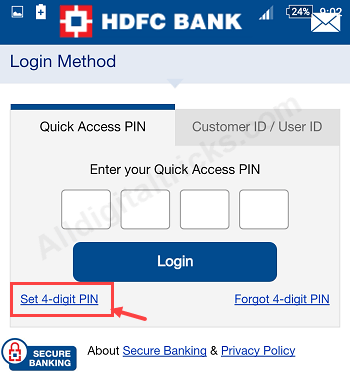 24% 9:02
HDFC BANK
Login Method
Quick Access PIN
Customer ID / User ID
Enter your Quick Access PIN
Alldigitaltricks.com
Login
Set 4-digit PIN
Forgot 4-digit PIN
SECURE
BANKING
About Secure Banking & Privacy Policy